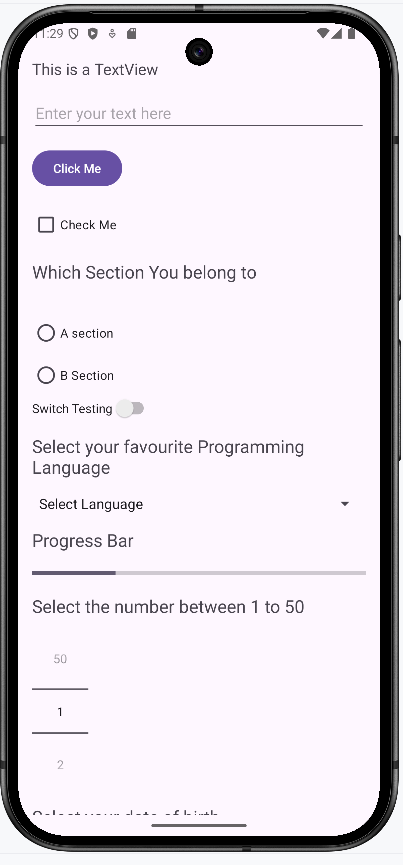 11:29
This is a TextView
Enter your text here
Click Me
Check Me
Which Section You belong to
A section
B Section
Switch Testing
Select your favourite Programming
Language
Select Language
Progress Bar
Select the number between 1 to 50
50
1
2
Select your date of birth